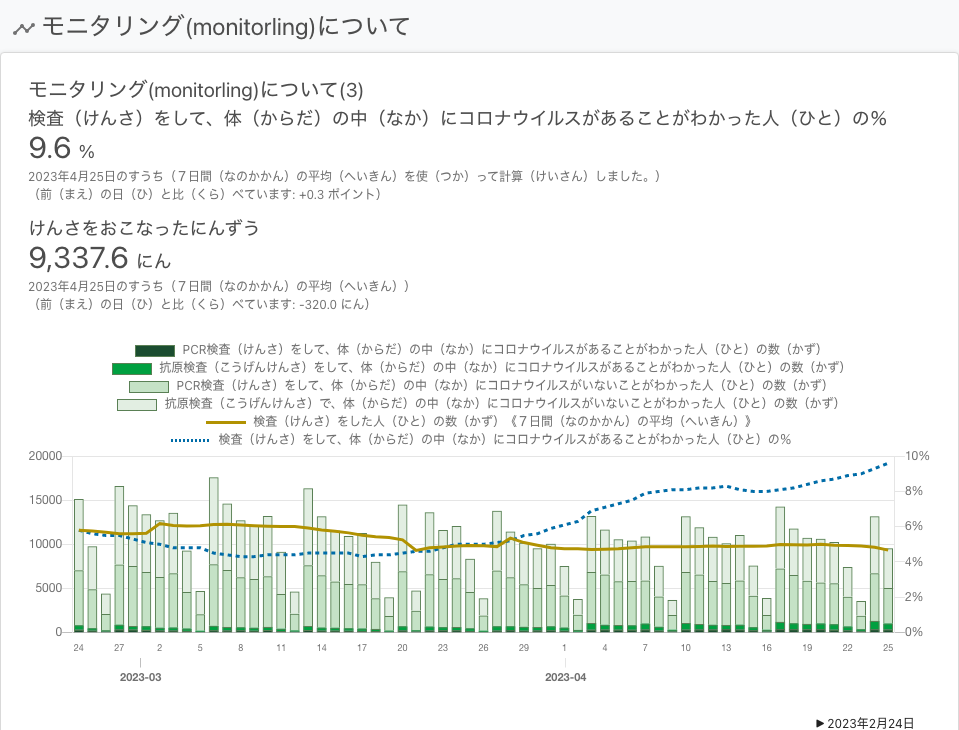 モニタリング(monitorling)について
モニタリング(monitorling)について(3)
検査（けんさ）をして、体（からだ）の中（なか）にコロナウイルスがあることがわかった人（ひと）の％
9.6 %
2023年4月25日のすうち（７日間（なのかかん）の平均（へいきん）を使（つか）って計算（けいさん）しました。）
（前（まえ）の日（ひ）と比（くら）べています: +0.3 ポイント）
けんさをおこなったにんずう
9,337.6 にん
2023年4月25日のすうち（７日間（なのかかん）の平均（へいきん））
（前（まえ）の日（ひ）と比（くら）べています: -320.0 にん）
PCR検査（けんさ）をして、体（からだ）の中（なか）にコロナウイルスがあることがわかった人（ひと）の数（かず）
抗原検査（こうげんけんさ）をして、体（からだ）の中（なか）にコロナウイルスがあることがわかった人（ひと）の数（かず）
PCR検査（けんさ）をして、体（からだ）の中（なか）にコロナウイルスがいないことがわかった人（ひと）の数（かず）
抗原検査（こうげんけんさ）で、体（からだ）の中（なか）にコロナウイルスがいないことがわかった人（ひと）の数（かず）
検査（けんさ）をした人（ひと）の数（かず）《７日間（なのかかん）の平均（へいきん）》
検査（けんさ）をして、体（からだ）の中（なか）にコロナウイルスがあることがわかった人（ひと）の％
20000 10%
15000 8%
10000 6%
4%
5000 2%
0 0%
24 27 2 5 8 11 14 17 20 23 26 29 1 4 7 10 13 16 19 22 25
2023-03 2023-04
▶ 2023年2月24日